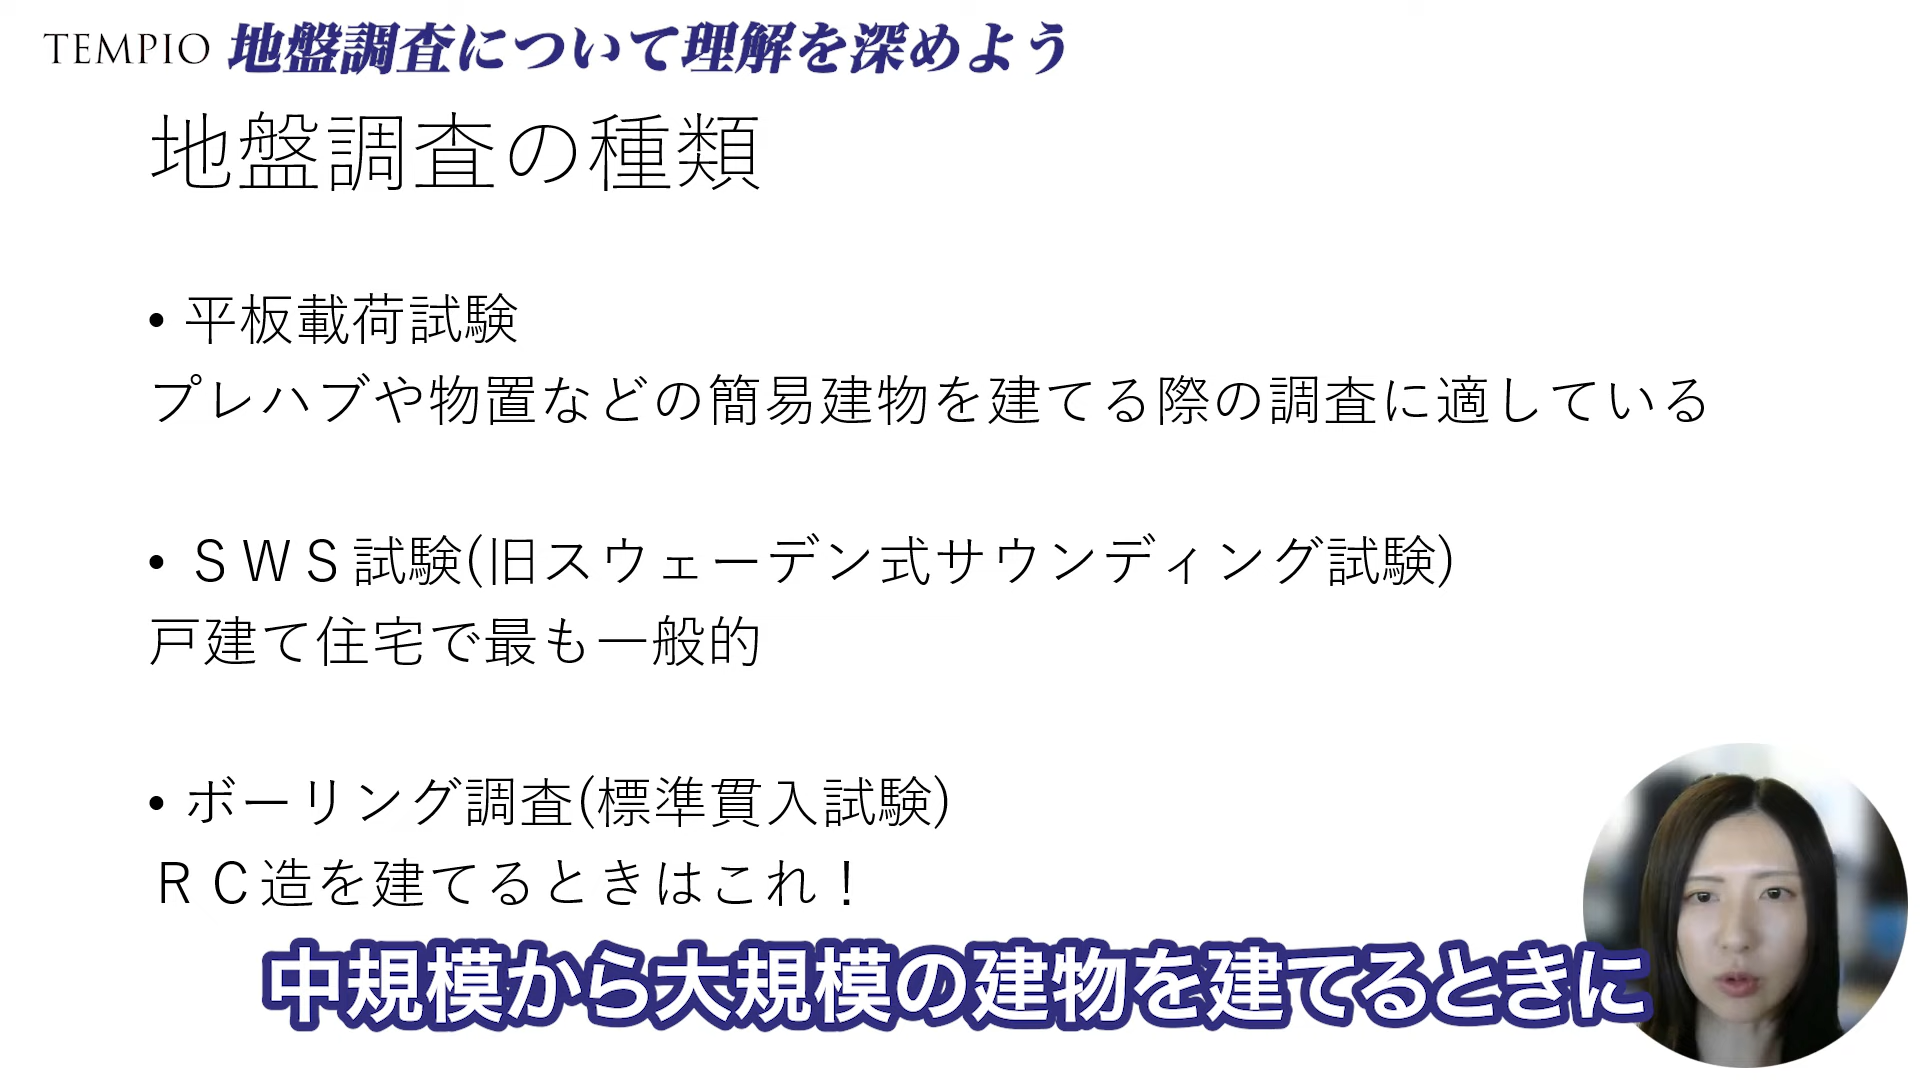 TEMPIO 地盤調査について理解を深めよう
地盤調査の種類
• 平板載荷試験
プレハブや物置などの簡易建物を建てる際の調査に適している
• ＳＷＳ試験(旧スウェーデン式サウンディング試験)
戸建て住宅で最も一般的
• ボーリング調査(標準貫入試験)
ＲＣ造を建てるときはこれ！
中規模から大規模の建物を建てるときに